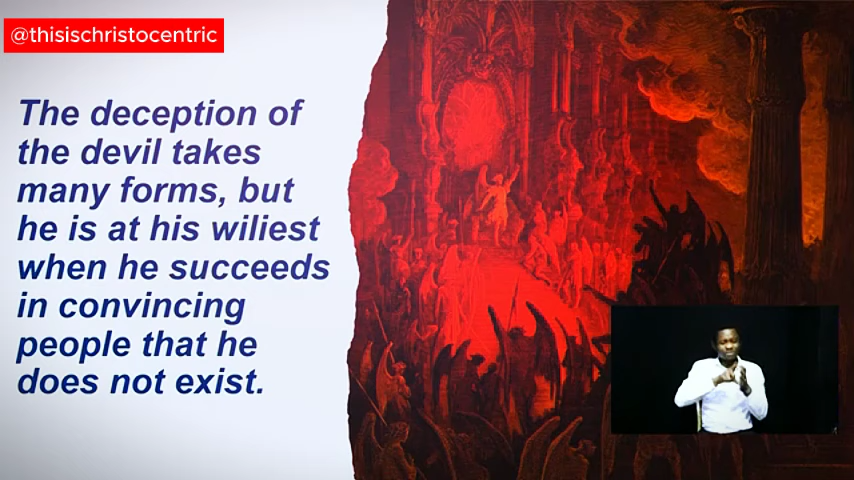 @thisischristocentric
The deception of
the devil takes
many forms, but
he is at his wiliest
when he succeeds
in convincing
people that he
does not exist.